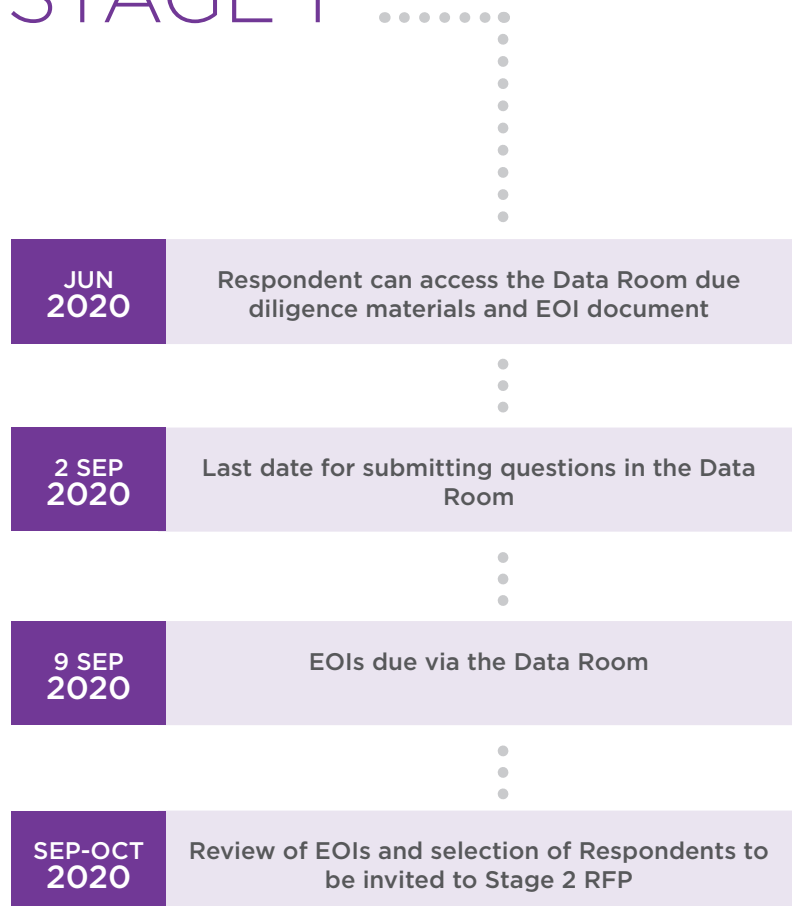 STAGE 1
JUN
2020
Respondent can access the Data Room due
diligence materials and EOI document
2 SEP
2020
Last date for submitting questions in the Data
Room
9 SEP
2020
EOIs due via the Data Room
SEP-OCT
2020
Review of EOIs and selection of Respondents to
be invited to Stage 2 RFP